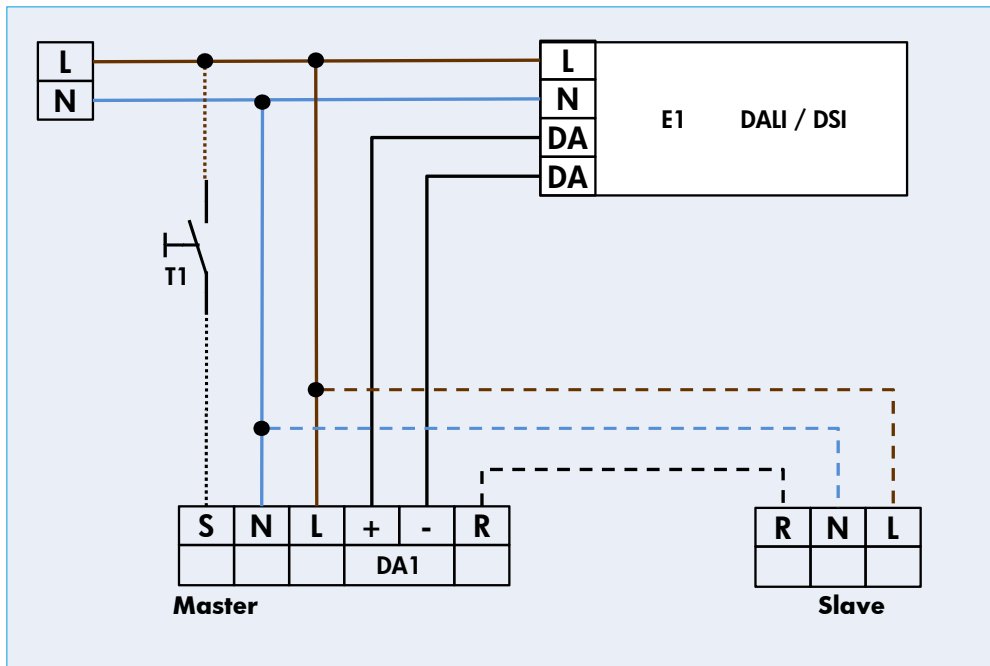 L
N
L
N
DA
DA
E1 DALI / DSI
T1
S N L + - R
DA1
R N L
Master
Slave